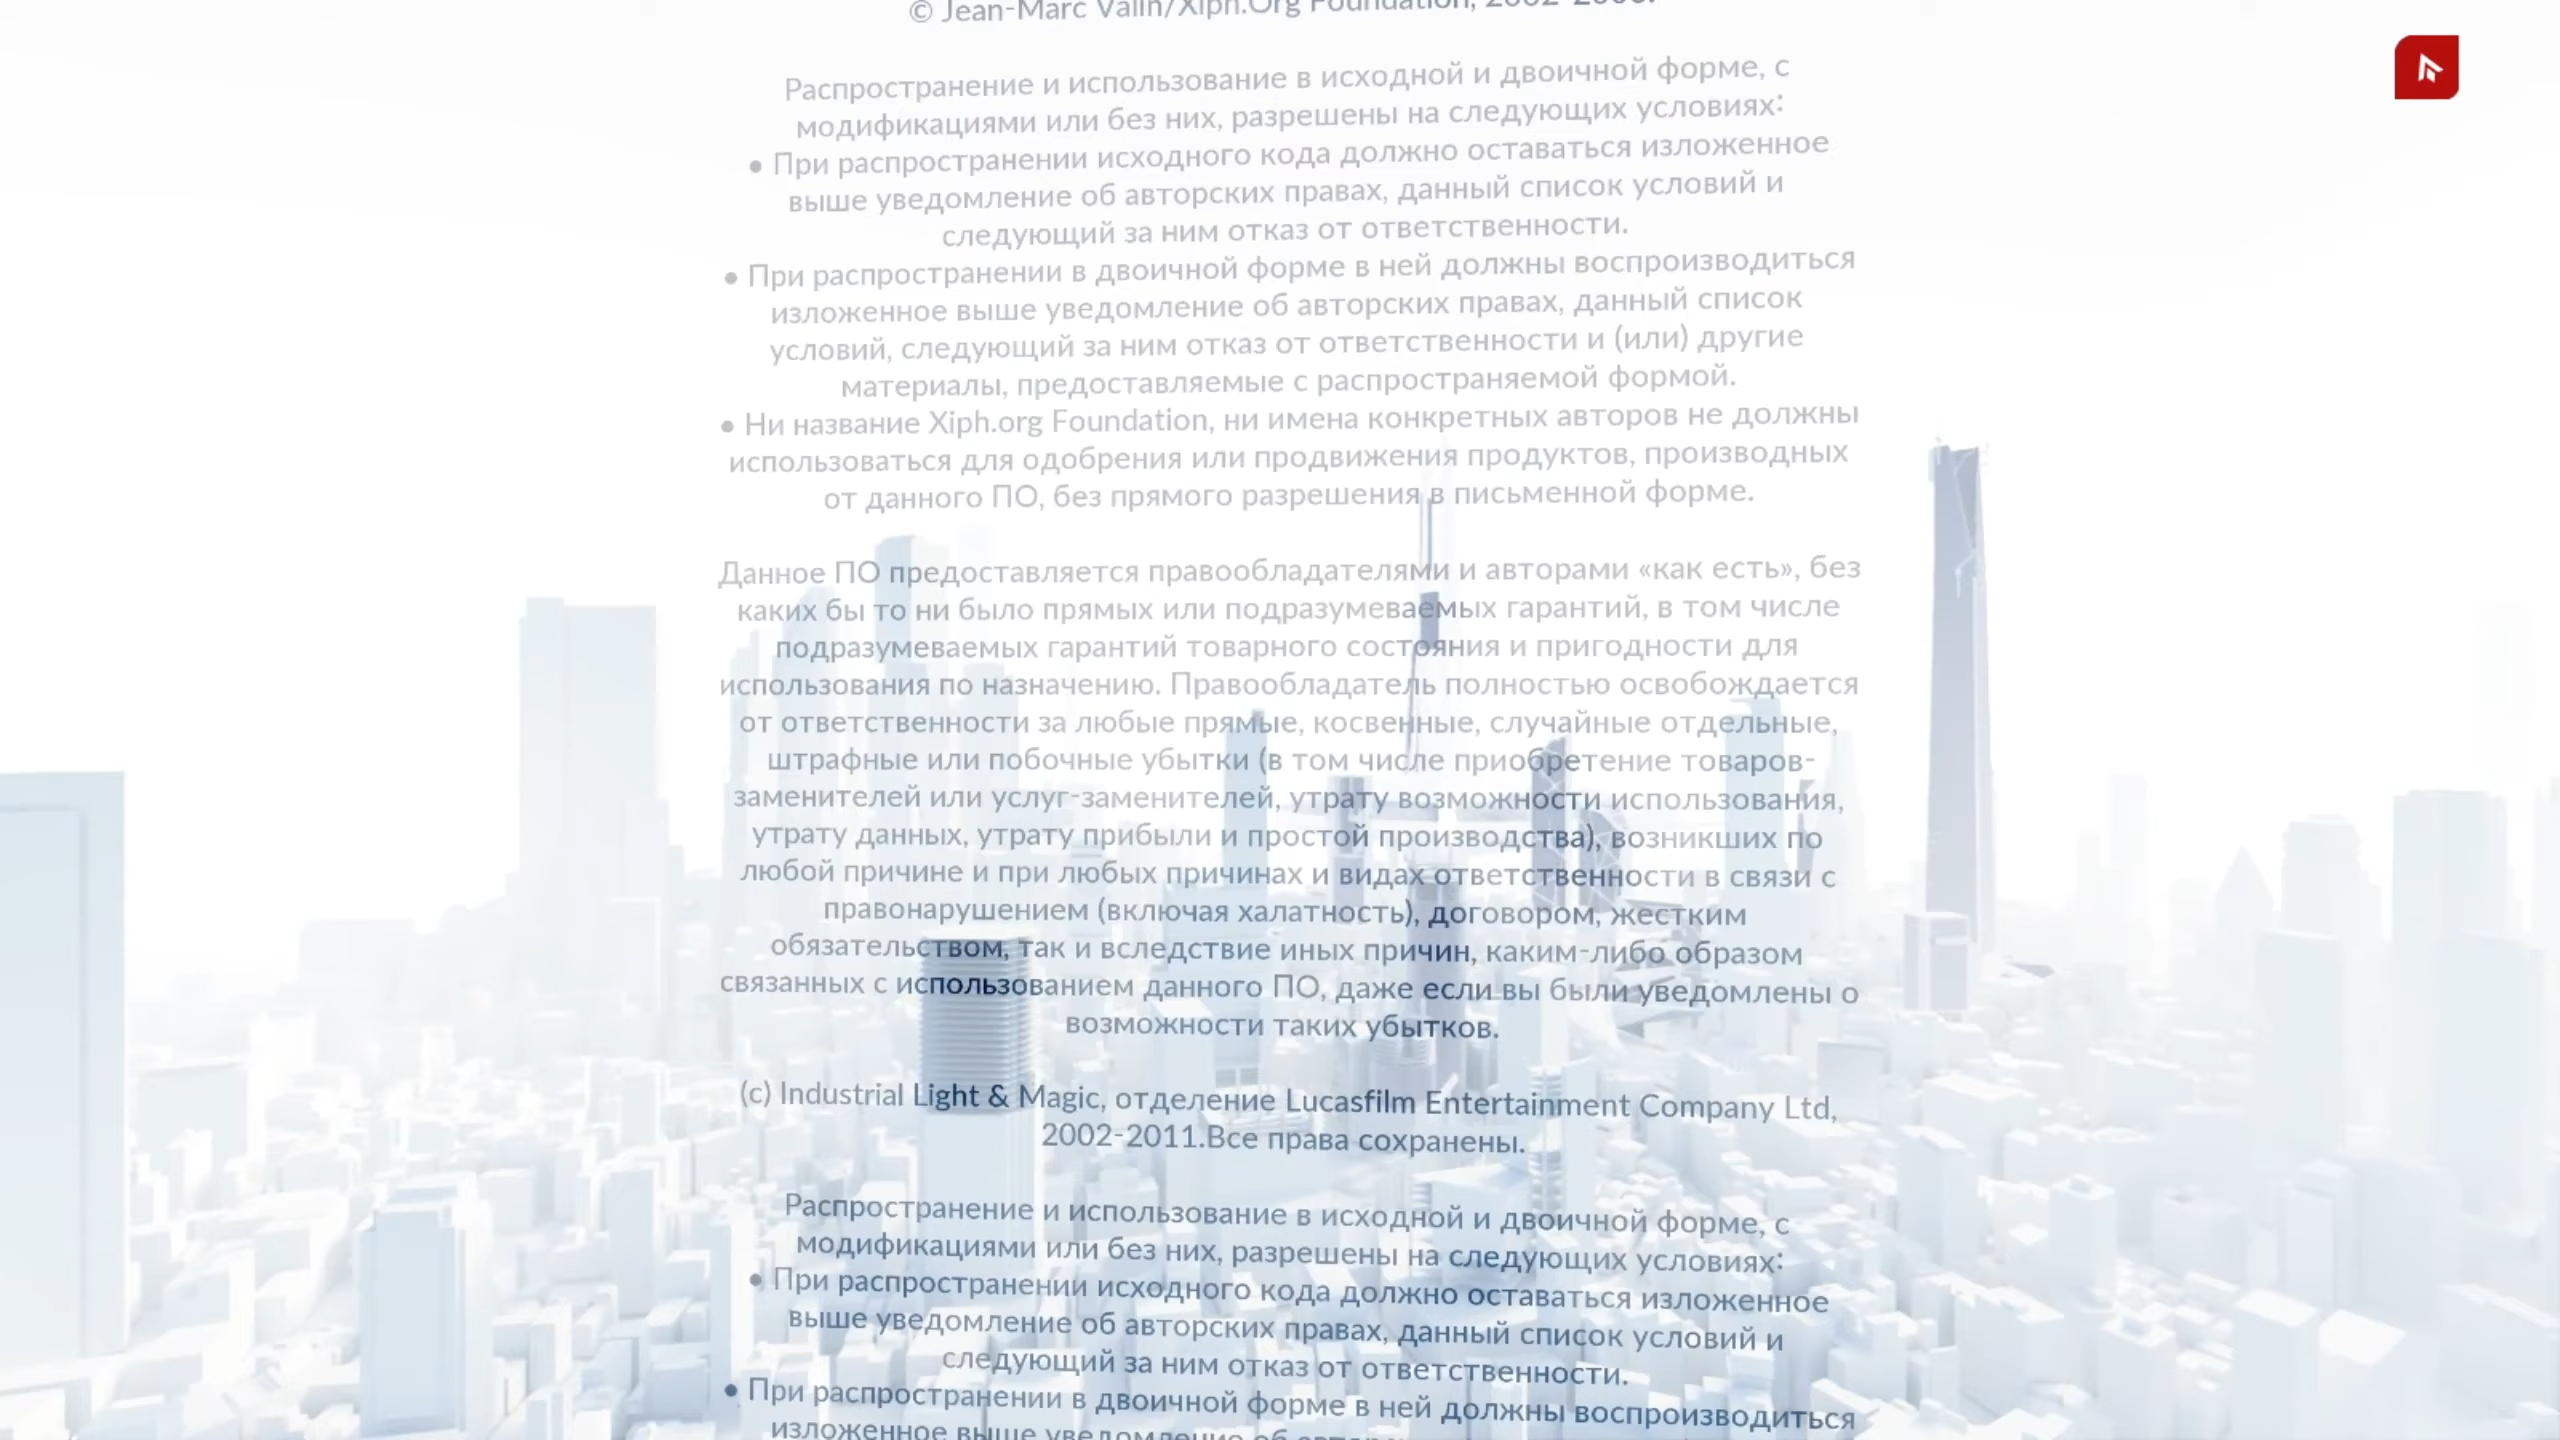 © Jean-Marc Valin/Xiph.Org Foundation, 2002-2008.
Распространение и использование в исходной и двоичной форме, с
модификациями или без них, разрешены на следующих условиях:
• При распространении исходного кода должно оставаться изложенное
выше уведомление об авторских правах, данный список условий и
следующий за ним отказ от ответственности.
• При распространении в двоичной форме в ней должны воспроизводиться
изложенное выше уведомление об авторских правах, данный список
условий, следующий за ним отказ от ответственности и (или) другие
материалы, предоставляемые с распространяемой формой.
• Ни название Xiph.org Foundation, ни имена конкретных авторов не должны
использоваться для одобрения или продвижения продуктов, производных
от данного ПО, без прямого разрешения в письменной форме.
Данное ПО предоставляется правообладателями и авторами «как есть», без
каких бы то ни было прямых или подразумеваемых гарантий, в том числе
подразумеваемых гарантий товарного состояния и пригодности для
использования по назначению. Правообладатель полностью освобождается
от ответственности за любые прямые, косвенные, случайные отдельные,
штрафные или побочные убытки (в том числе приобретение товаров-
заменителей или услуг-заменителей, утрату возможности использования,
утрату данных, утрату прибыли и простой производства), возникших по
любой причине и при любых причинах и видах ответственности в связи с
правонарушением (включая халатность), договором, жестким
обязательством, так и вследствие иных причин, каким-либо образом
связанных с использованием данного ПО, даже если вы были уведомлены о
возможности таких убытков.
(c) Industrial Light & Magic, отделение Lucasfilm Entertainment Company Ltd,
2002-2011.Все права сохранены.
Распространение и использование в исходной и двоичной форме, с
модификациями или без них, разрешены на следующих условиях:
• При распространении исходного кода должно оставаться изложенное
выше уведомление об авторских правах, данный список условий и
следующий за ним отказ от ответственности.
• При распространении в двоичной форме в ней должны воспроизводиться
изложенное выше уведомление об